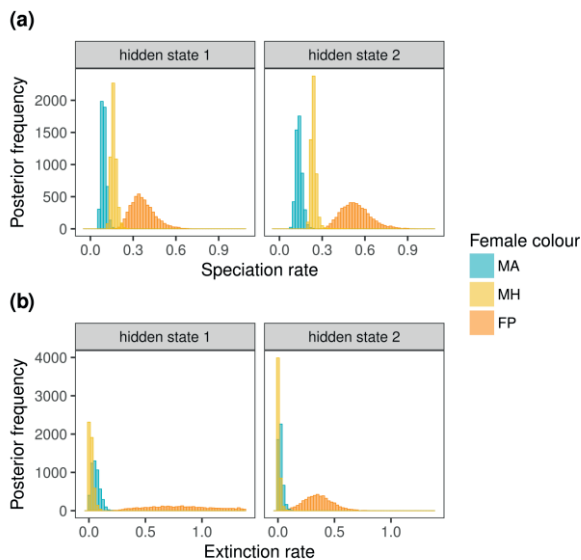 (a)
hidden state 1
hidden state 2
Posterior frequency
2000
1500
1000
500
0
0.0 0.3 0.6 0.9
0.0 0.3 0.6 0.9
Speciation rate
Female colour
MA
MH
FP
(b)
hidden state 1
hidden state 2
Posterior frequency
4000
3000
2000
1000
0
0.0 0.5 1.0
0.0 0.5 1.0
Extinction rate